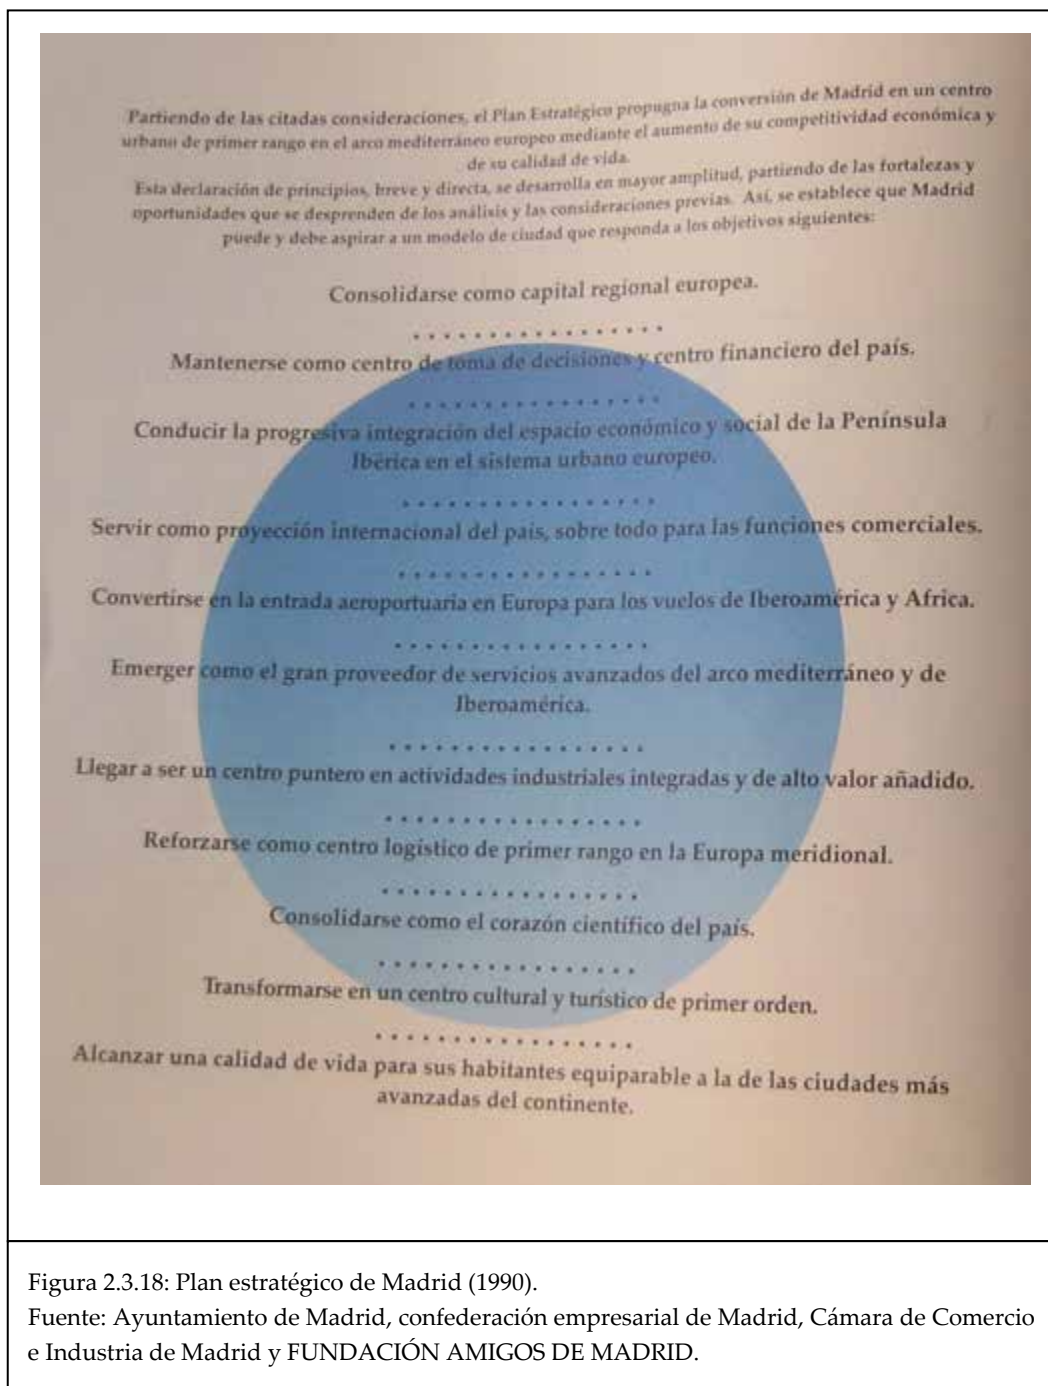 Partiendo de las citadas consideraciones, el Plan Estratégico propugna la conversión de Madrid en un centro
urbano de primer rango en el arco mediterráneo europeo mediante el aumento de su competitividad económica y
de su calidad de vida.
Esta declaración de principios, breve y directa, se desarrolla en mayor amplitud, partiendo de las fortalezas y
oportunidades que se desprenden de los análisis y las consideraciones previas. Así, se establece que Madrid
puede y debe aspirar a un modelo de ciudad que responda a los objetivos siguientes:
Consolidarse como capital regional europea.
Mantenerse como centro de toma de decisiones y centro financiero del país.
Conducir la progresiva integración del espacio económico y social de la Península
Ibérica en el sistema urbano europeo.
Servir como proyección internacional del país, sobre todo para las funciones comerciales.
Convertirse en la entrada aeroportuaria en Europa para los vuelos de Iberoamérica y Africa.
Emerger como el gran proveedor de servicios avanzados del arco mediterráneo y de
Iberoamérica.
Llegar a ser un centro puntero en actividades industriales integradas y de alto valor añadido.
Reforzarse como centro logístico de primer rango en la Europa meridional.
Consolidarse como el corazón científico del país.
Transformarse en un centro cultural y turístico de primer orden.
Alcanzar una calidad de vida para sus habitantes equiparable a la de las ciudades más
avanzadas del continente.
Figura 2.3.18: Plan estratégico de Madrid (1990).
Fuente: Ayuntamiento de Madrid, confederación empresarial de Madrid, Cámara de Comercio
e Industria de Madrid y FUNDACIÓN AMIGOS DE MADRID.